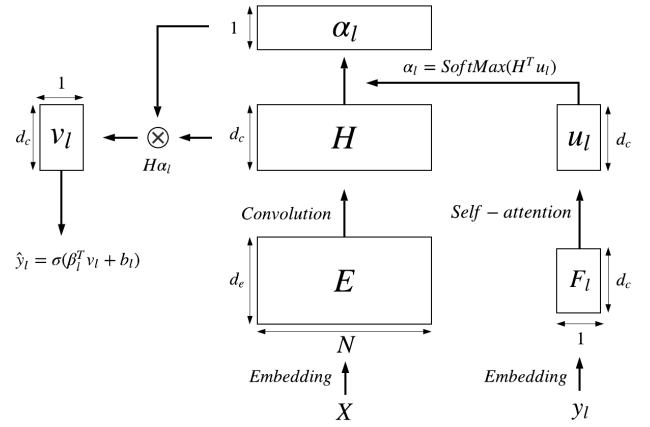 1
α_l
α_l = SoftMax(H^T u_l)
1
d_c
v_l
Hα_l
d_c
H
u_l
d_c
Convolution
Self − attention
ŷ_l = σ(β_l^T v_l + b_l)
d_e
E
F_l
d_c
N
1
Embedding
Embedding
X
y_l